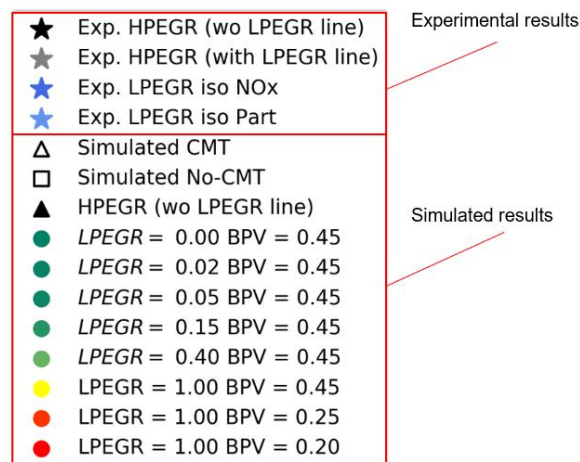 Exp. HPEGR (wo LPEGR line)
Experimental results
Exp. HPEGR (with LPEGR line)
Exp. LPEGR iso NOx
Exp. LPEGR iso Part
Simulated CMT
Simulated No-CMT
HPEGR (wo LPEGR line)
Simulated results
LPEGR = 0.00 BPV = 0.45
LPEGR = 0.02 BPV = 0.45
LPEGR = 0.05 BPV = 0.45
LPEGR = 0.15 BPV = 0.45
LPEGR = 0.40 BPV = 0.45
LPEGR = 1.00 BPV = 0.45
LPEGR = 1.00 BPV = 0.25
LPEGR = 1.00 BPV = 0.20